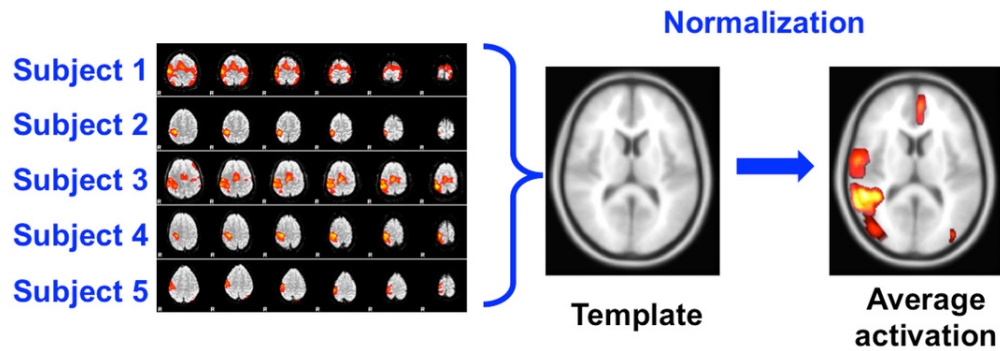 Normalization
Subject 1
R R R R R R
Subject 2
R R R R R R
Subject 3
R R R R R R
Subject 4
R R R R R R
Subject 5
R R R R R R
Template
Average
activation